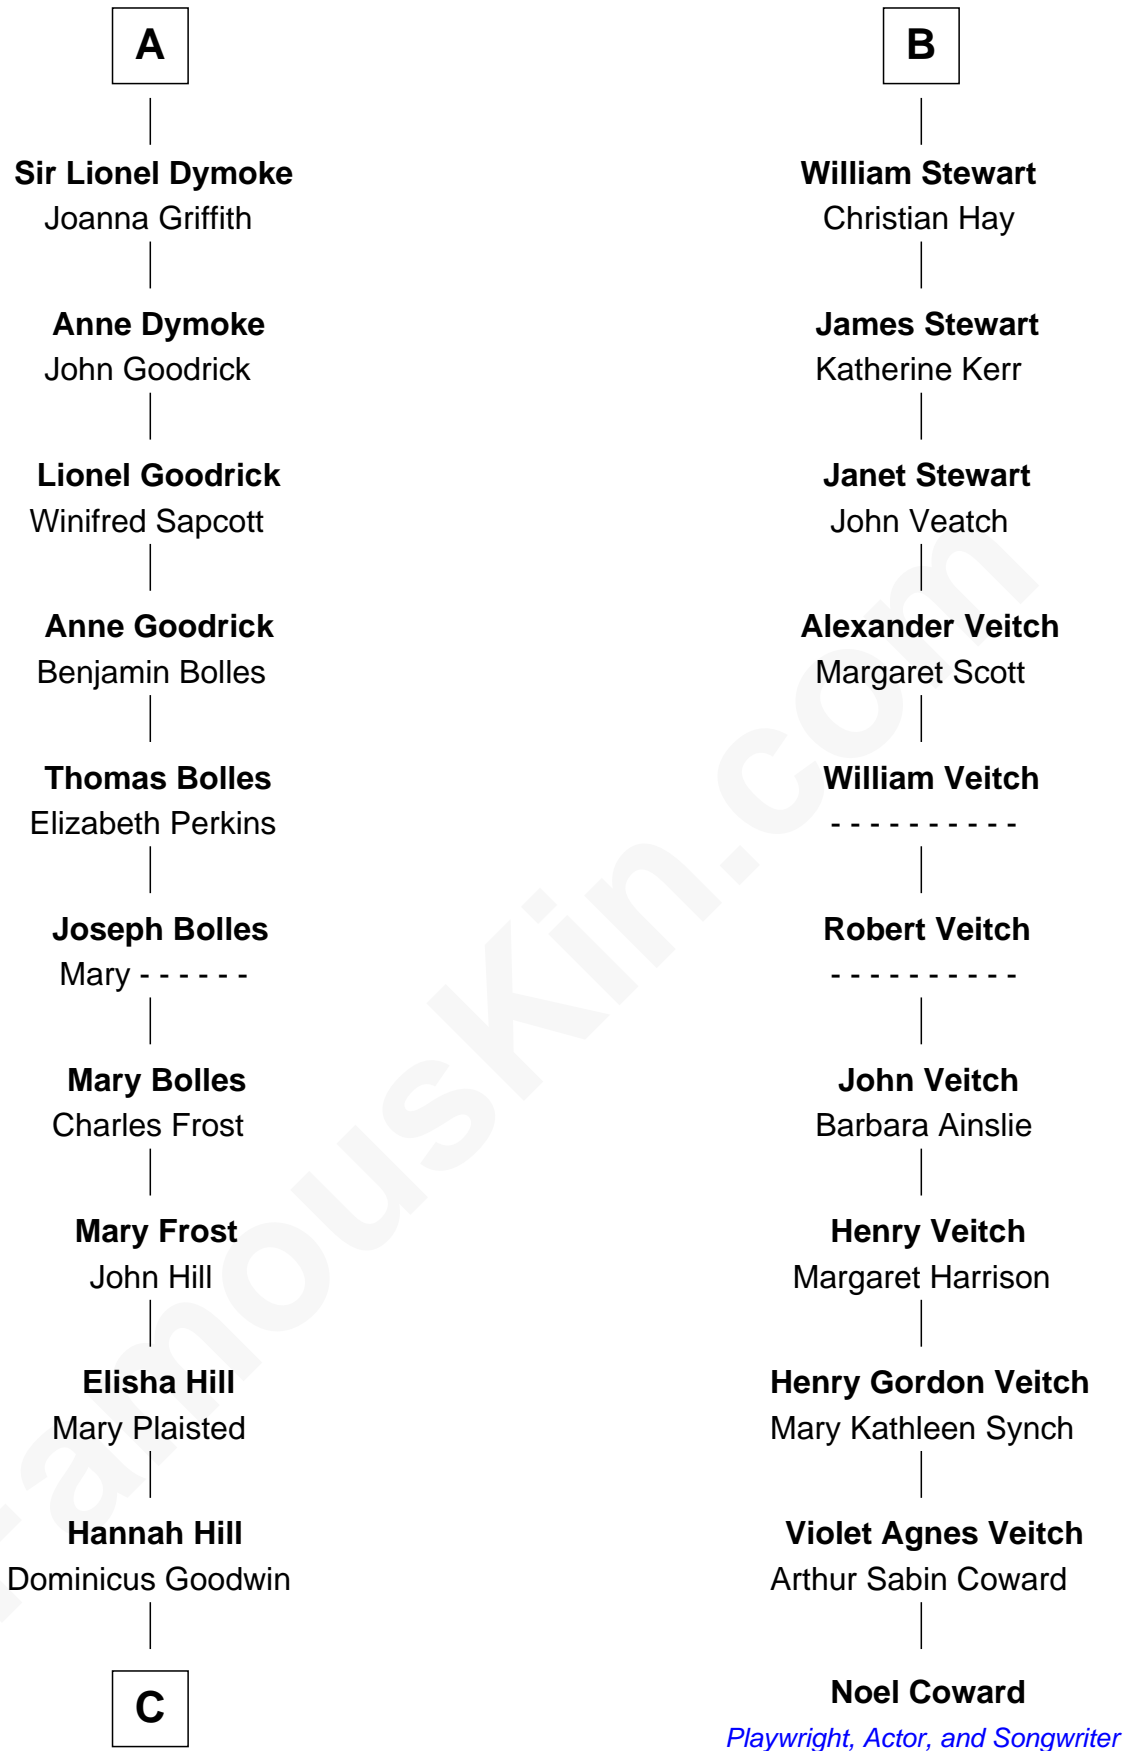 A
Sir Lionel Dymoke
Joanna Griffith
Anne Dymoke
John Goodrick
Lionel Goodrick
Winifred Sapcott
Anne Goodrick
Benjamin Bolles
Thomas Bolles
Elizabeth Perkins
Joseph Bolles
Mary - - - - - -
Mary Bolles
Charles Frost
Mary Frost
John Hill
Elisha Hill
Mary Plaisted
Hannah Hill
Dominicus Goodwin
C
B
William Stewart
Christian Hay
James Stewart
Katherine Kerr
Janet Stewart
John Veatch
Alexander Veitch
Margaret Scott
William Veitch
- - - - - - - - - -
Robert Veitch
- - - - - - - - - -
John Veitch
Barbara Ainslie
Henry Veitch
Margaret Harrison
Henry Gordon Veitch
Mary Kathleen Synch
Violet Agnes Veitch
Arthur Sabin Coward
Noel Coward
Playwright, Actor, and Songwriter
FamousKin.com